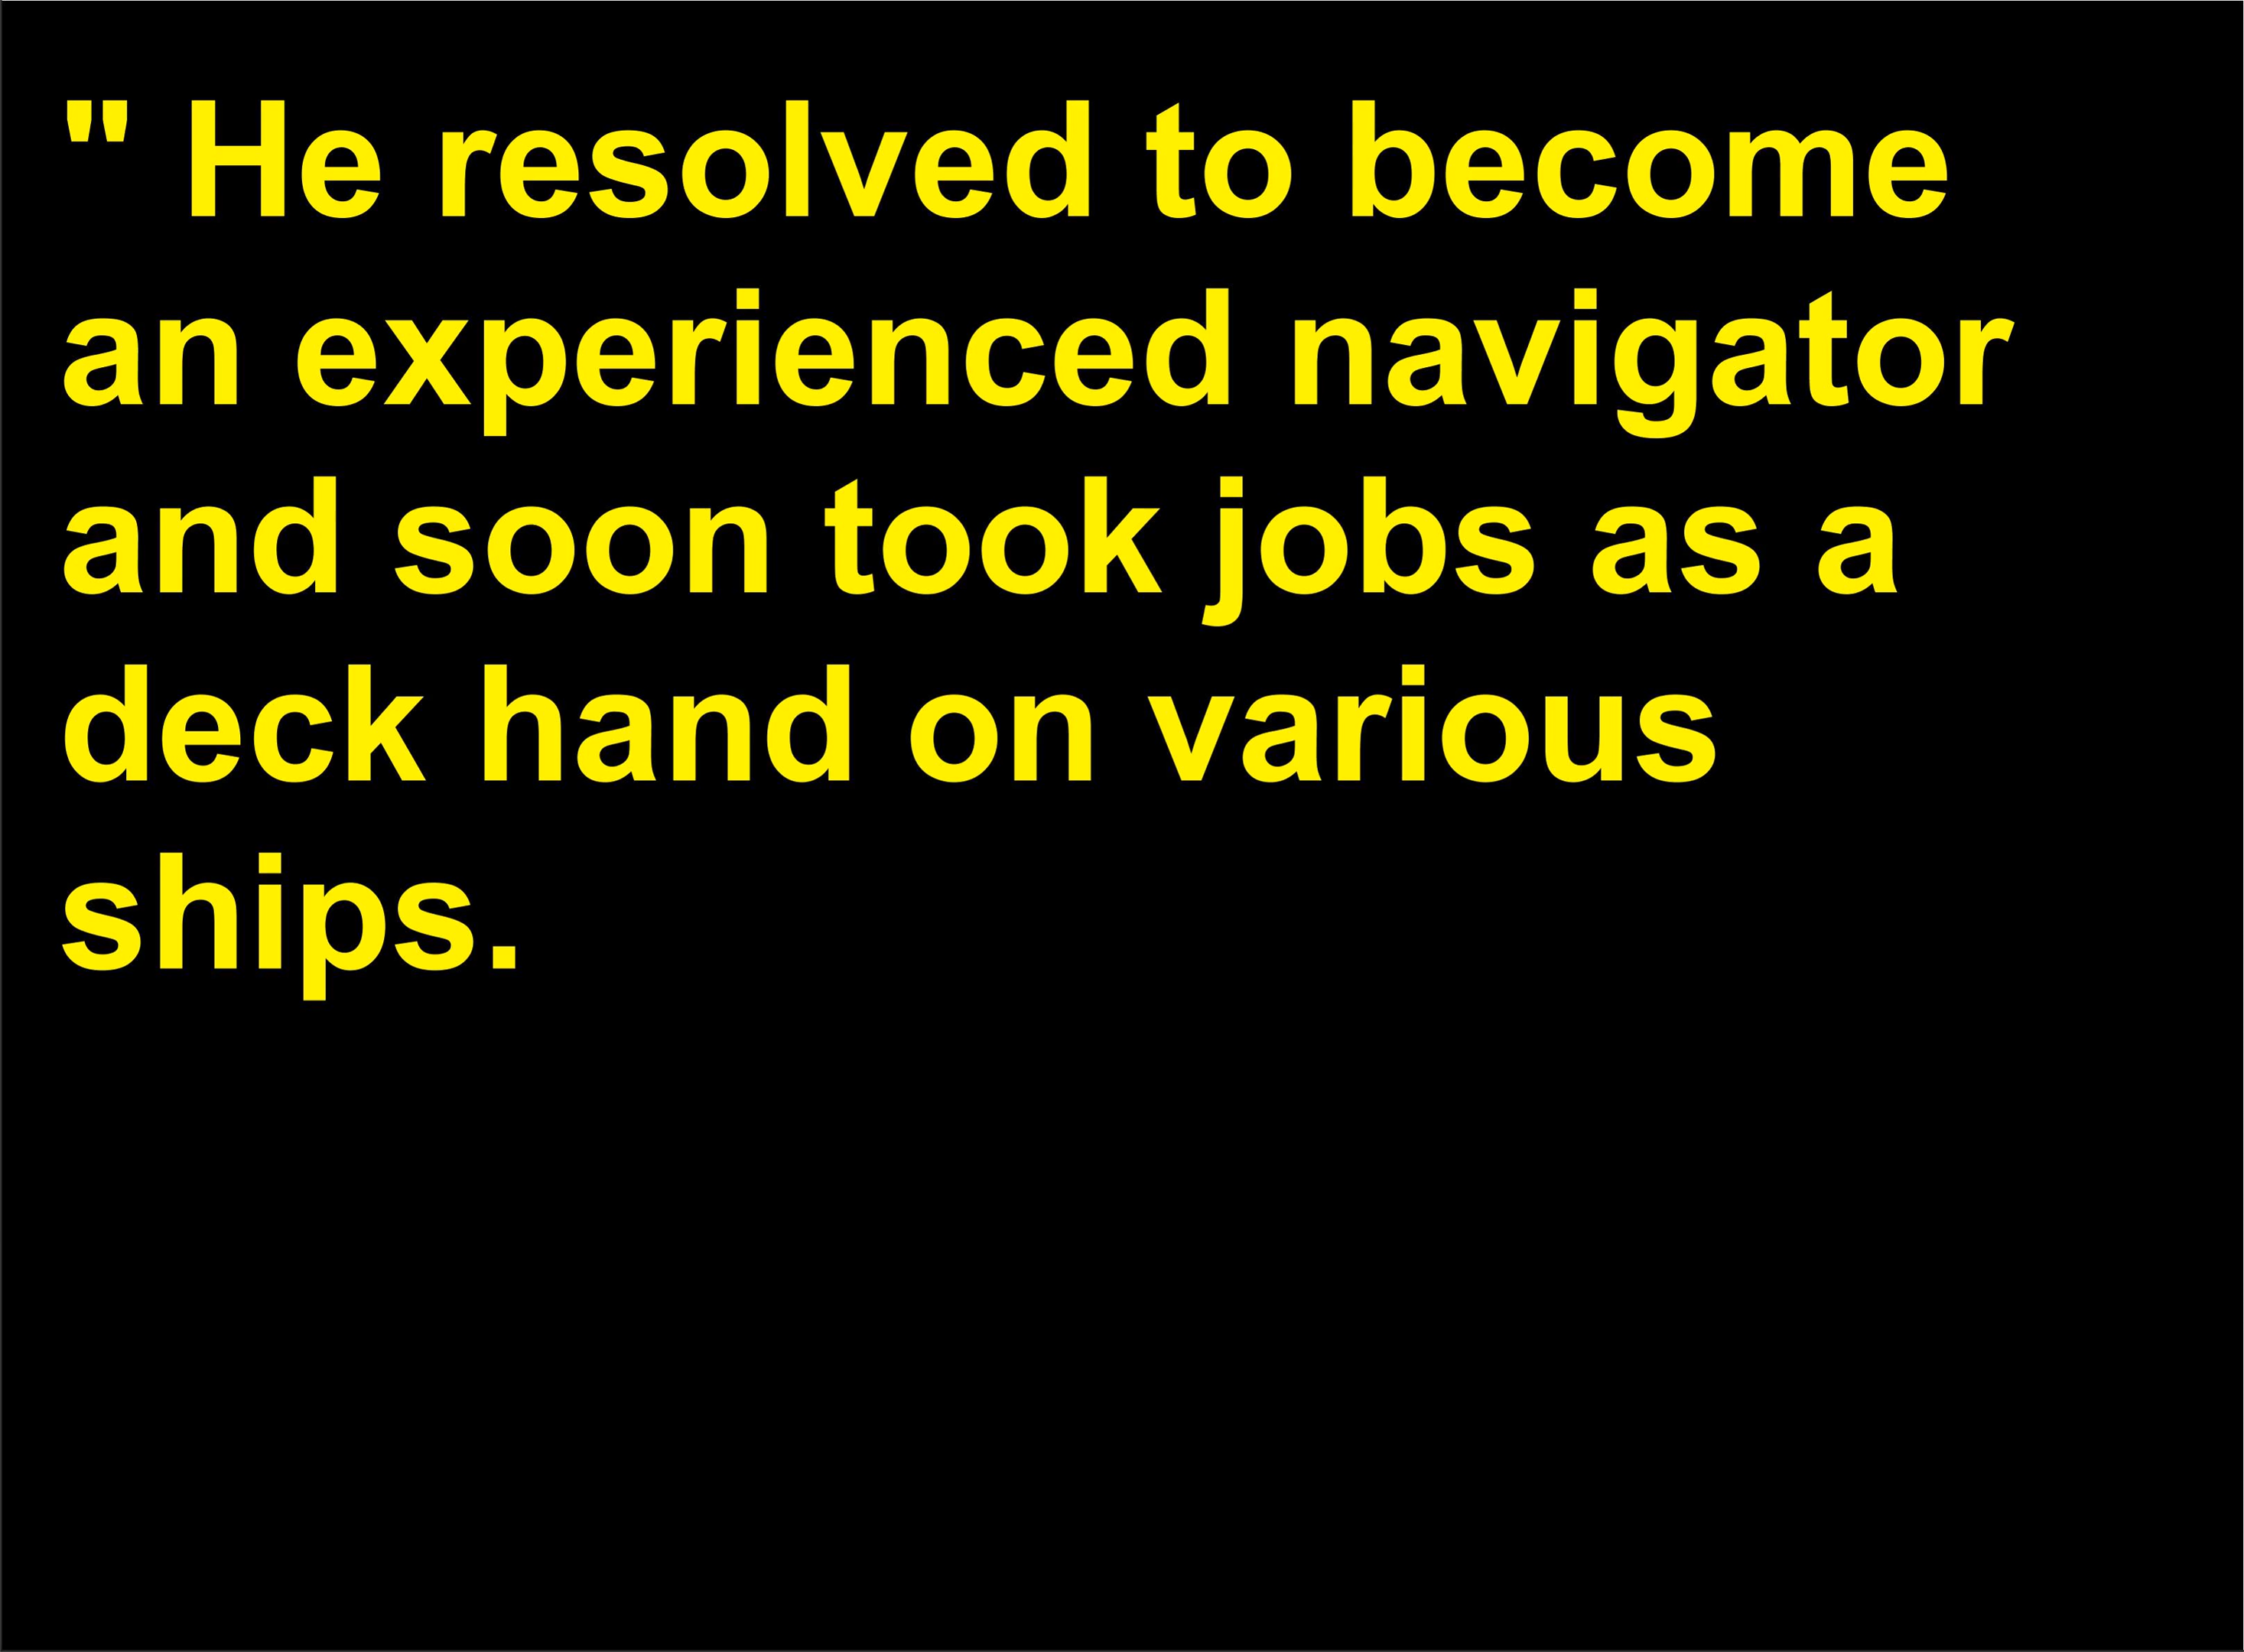 " He resolved to become
an experienced navigator
and soon took jobs as a
deck hand on various
ships.